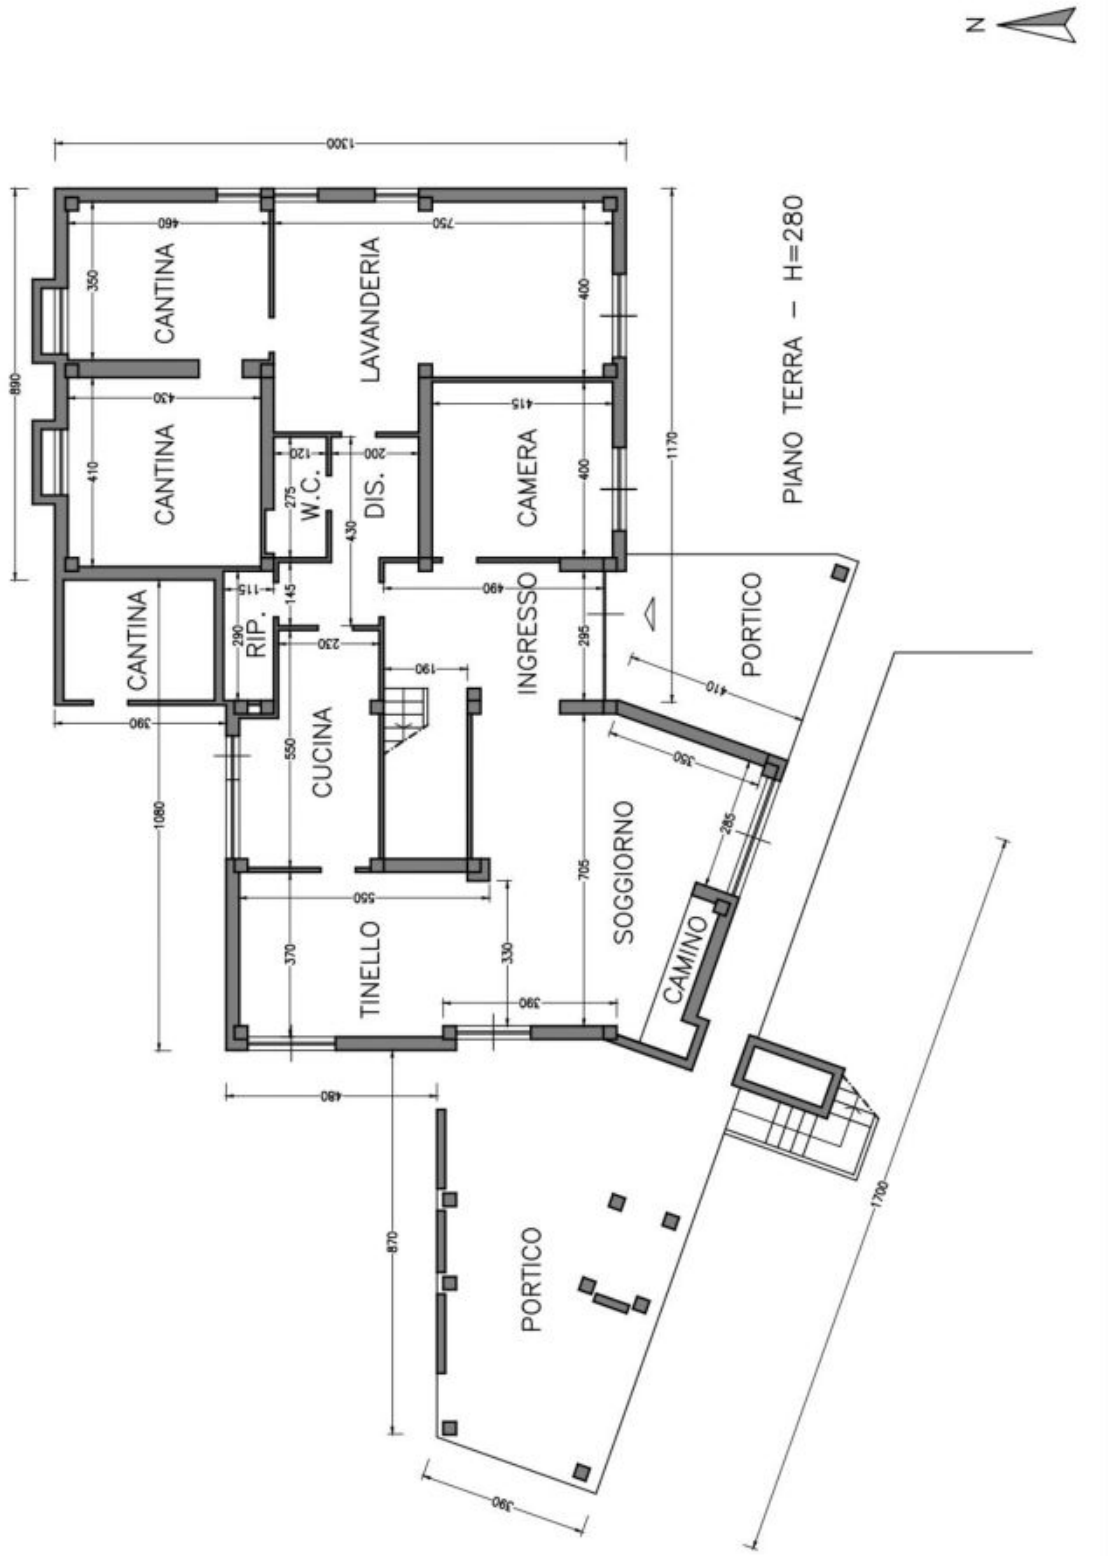 N
1300
460
750
CANTINA
350
LAVANDERIA
400
PIANO TERRA - H=280
890
430
415
CANTINA
410
120
200
W.C.
275
DIS.
430
CAMERA
400
1170
CANTINA
115
145
290
RIP.
230
490
INGRESSO
295
PORTICO
410
190
390
CUCINA
550
350
285
1080
SOGGIORNO
705
550
TINELLO
370
330
CAMINO
390
480
870
PORTICO
1700
390